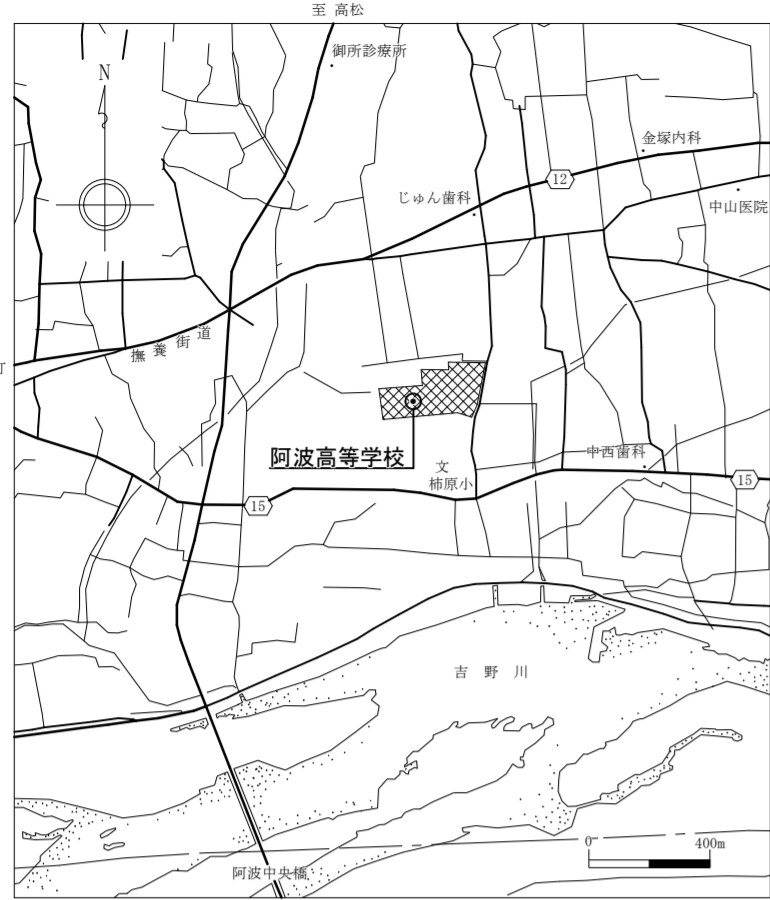 至 高松
御所診療所
N
金塚内科
12
じゅん歯科
中山医院
撫養街道
阿波高等学校
文
柿原小
中西歯科
15
15
吉野川
0 400m
阿波中央橋